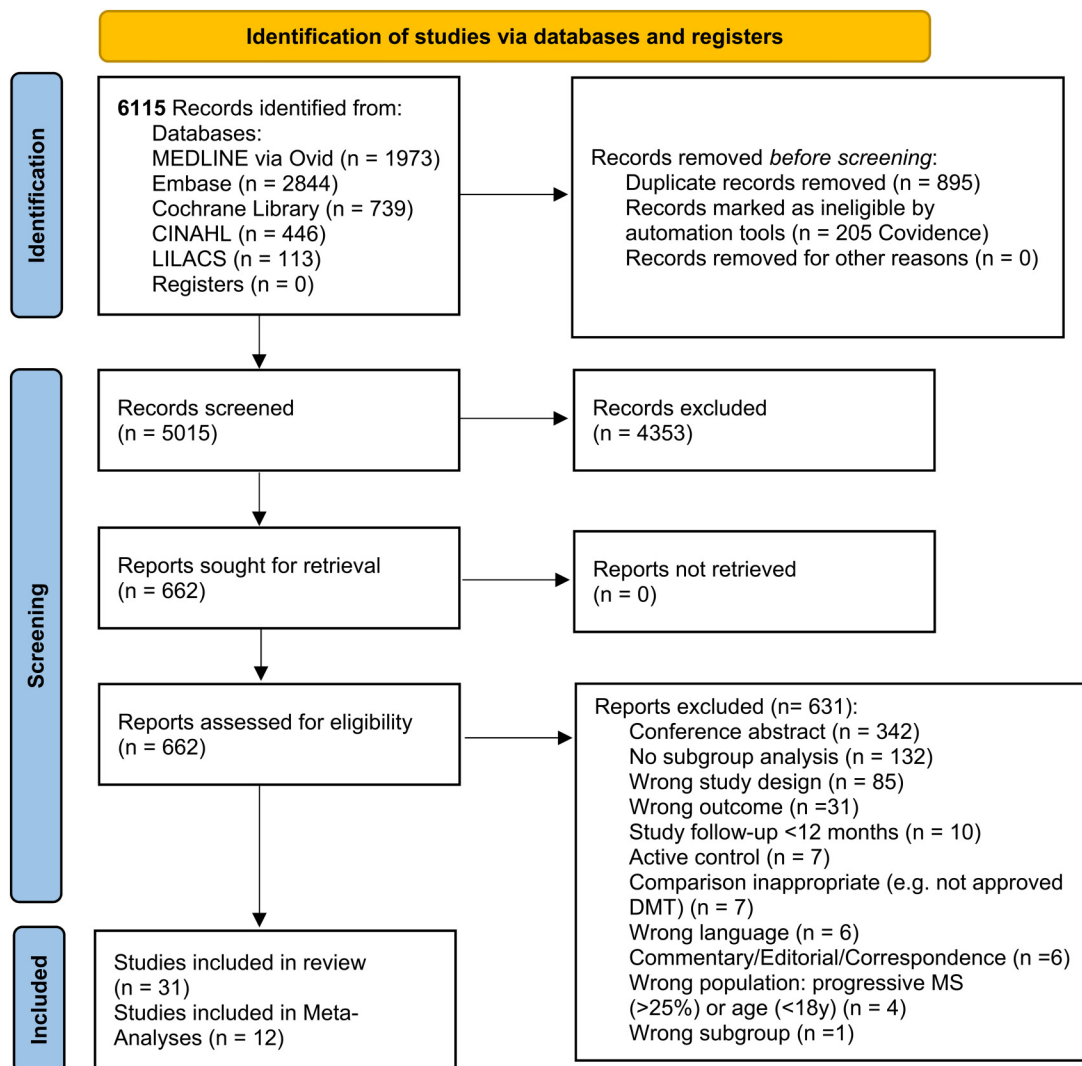 Identification of studies via databases and registers
Identification
6115 Records identified from:
Databases:
MEDLINE via Ovid (n = 1973)
Embase (n = 2844)
Cochrane Library (n = 739)
CINAHL (n = 446)
LILACS (n = 113)
Registers (n = 0)
Records removed before screening:
Duplicate records removed (n = 895)
Records marked as ineligible by
automation tools (n = 205 Covidence)
Records removed for other reasons (n = 0)
Screening
Records screened
(n = 5015)
Records excluded
(n = 4353)
Reports sought for retrieval
(n = 662)
Reports not retrieved
(n = 0)
Reports assessed for eligibility
(n = 662)
Reports excluded (n= 631):
Conference abstract (n = 342)
No subgroup analysis (n = 132)
Wrong study design (n = 85)
Wrong outcome (n =31)
Study follow-up <12 months (n = 10)
Active control (n = 7)
Comparison inappropriate (e.g. not approved
DMT) (n = 7)
Wrong language (n = 6)
Commentary/Editorial/Correspondence (n =6)
Wrong population: progressive MS
(>25%) or age (<18y) (n = 4)
Wrong subgroup (n =1)
Included
Studies included in review
(n = 31)
Studies included in Meta-
Analyses (n = 12)